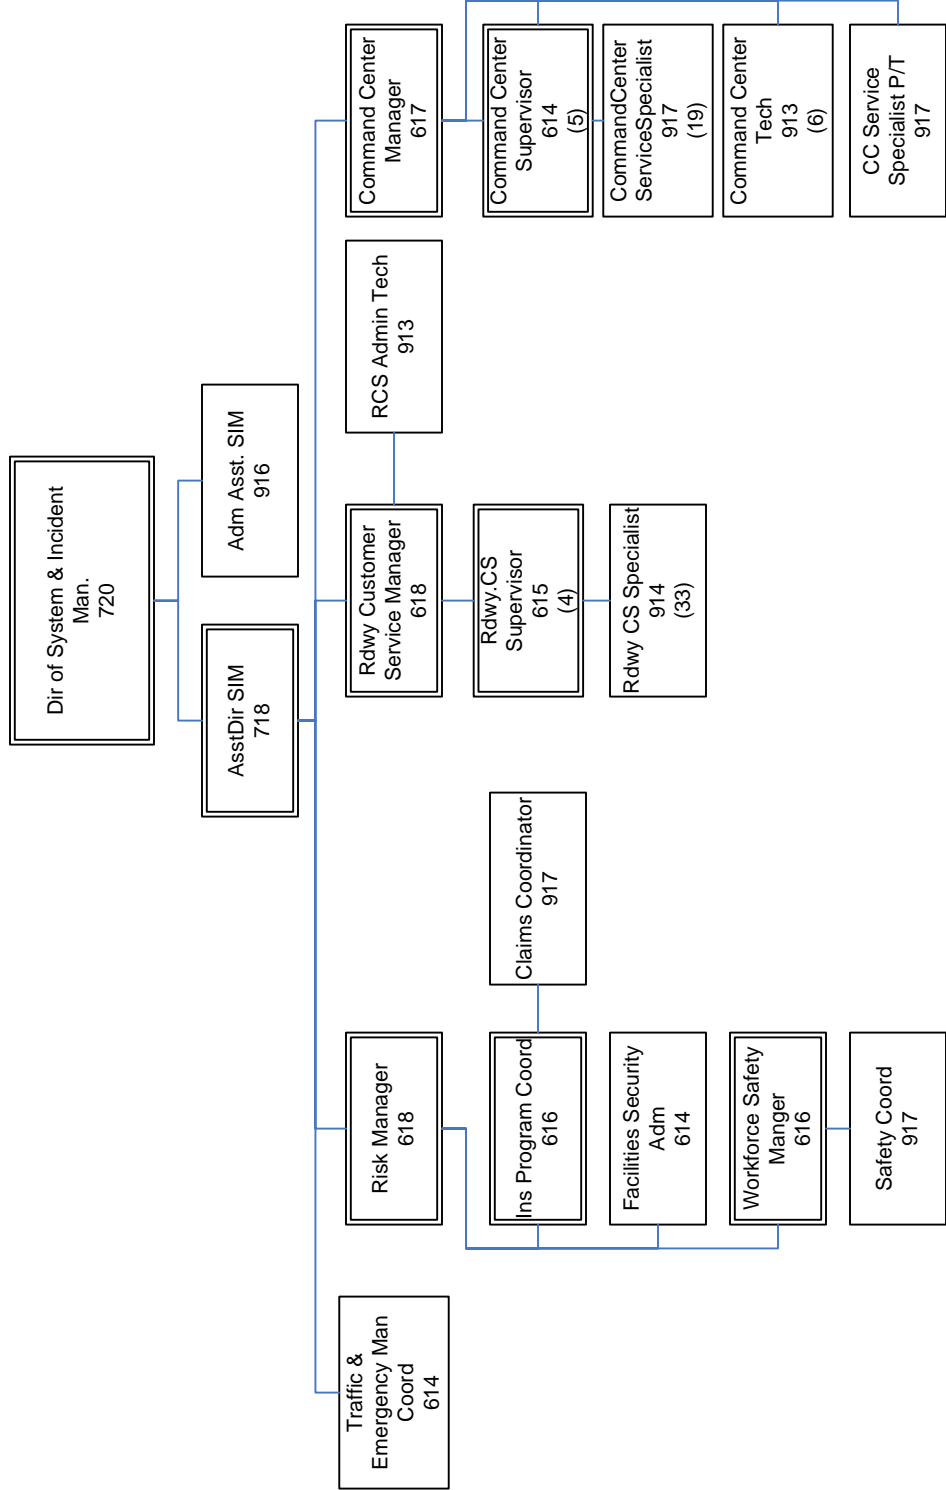 Dir of System & Incident
Man.
720
AsstDir SIM
718
Adm Asst. SIM
916
Traffic &
Emergency Man
Coord
614
Risk Manager
618
Rdwy Customer
Service Manager
618
RCS Admin Tech
913
Command Center
Manager
617
Ins Program Coord
616
Claims Coordinator
917
Rdwy.CS
Supervisor
615
(4)
Command Center
Supervisor
614
(5)
Facilities Security
Adm
614
Rdwy CS Specialist
914
(33)
CommandCenter
ServiceSpecialist
917
(19)
Workforce Safety
Manger
616
Command Center
Tech
913
(6)
Safety Coord
917
CC Service
Specialist P/T
917